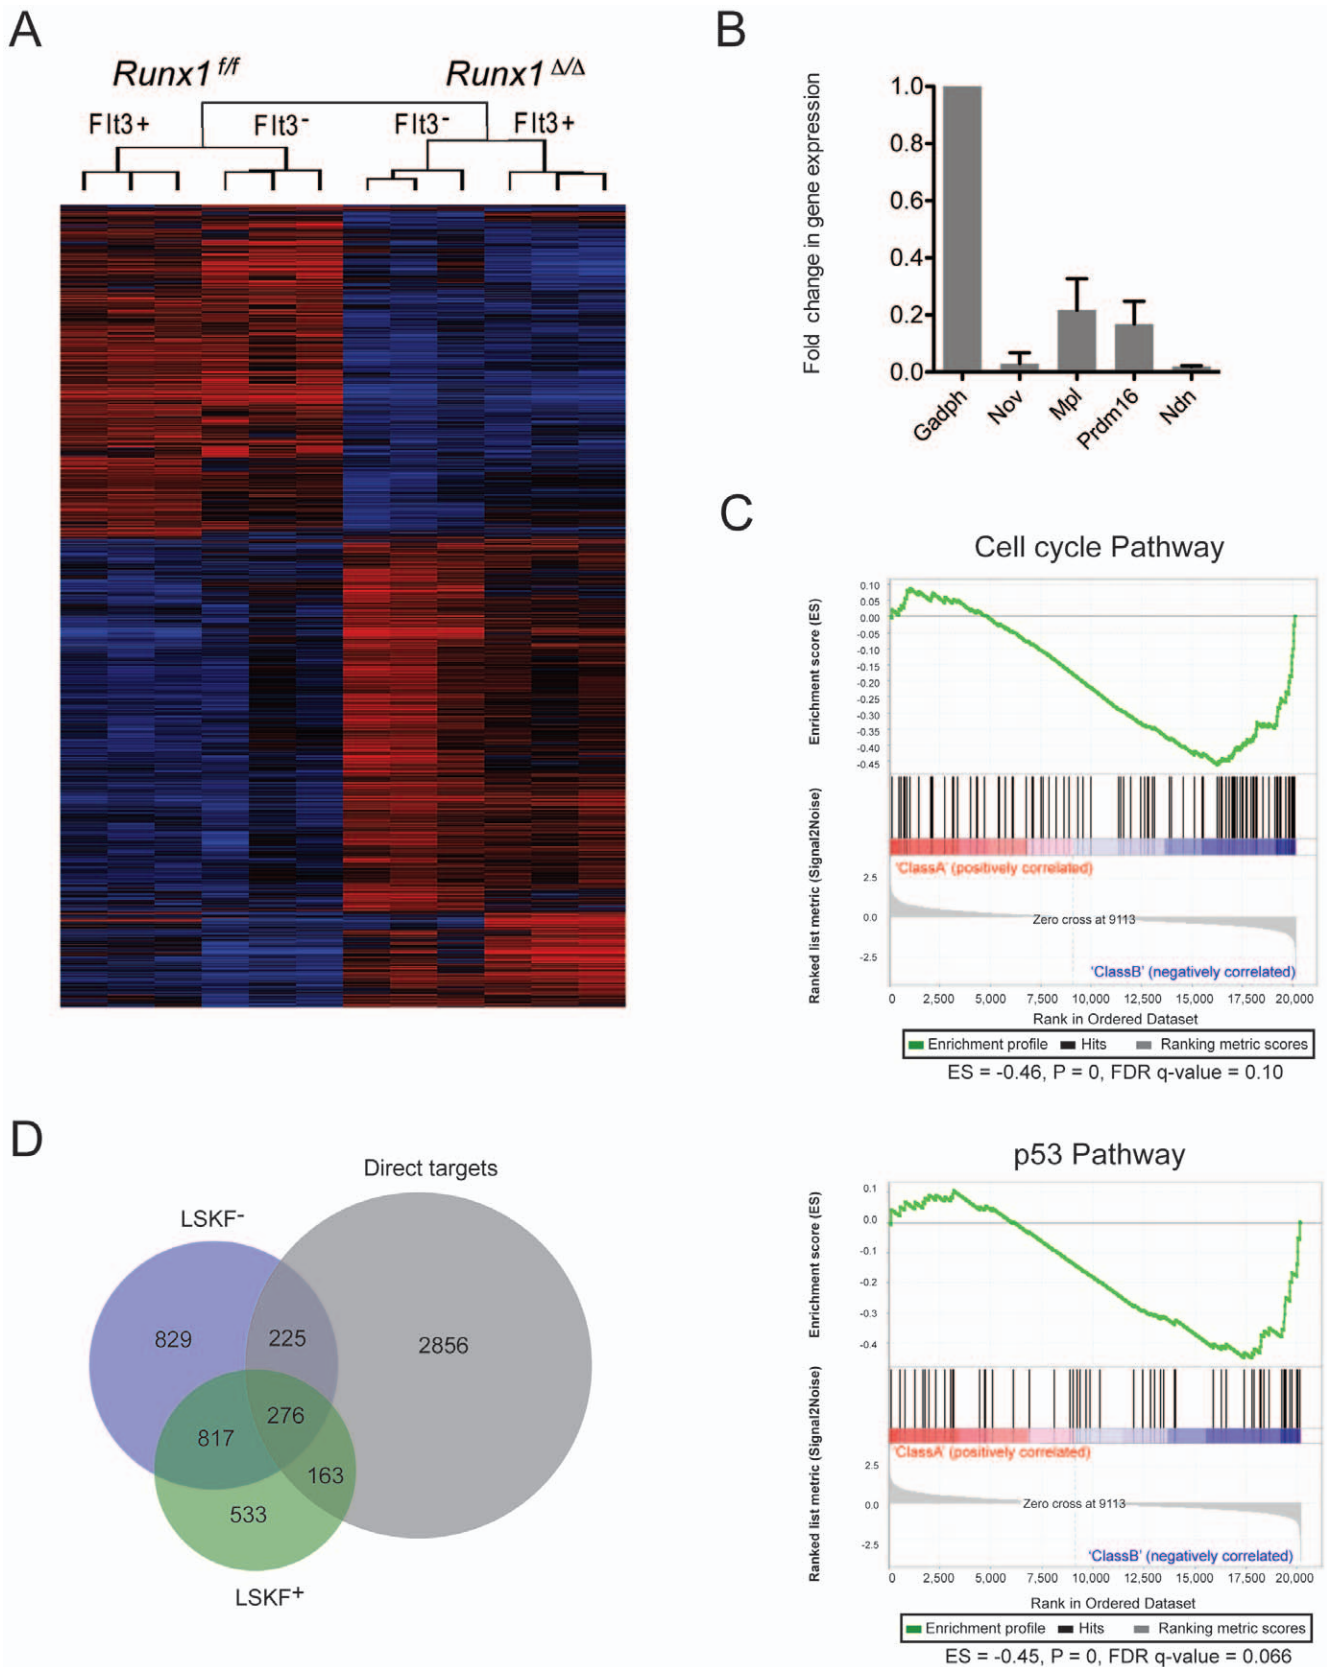 A
Runx1 f/f
Runx1 Δ/Δ
Flt3+
Flt3-
Flt3-
Flt3+
B
Fold change in gene expression
1.0
0.8
0.6
0.4
0.2
0.0
Gadph
Nov
Mpl
Prdm16
Ndn
C
Cell cycle Pathway
Enrichment score (ES)
0.10
0.05
0.00
-0.05
-0.10
-0.15
-0.20
-0.25
-0.30
-0.35
-0.40
-0.45
Ranked list metric (Signal2Noise)
'ClassA' (positively correlated)
2.5
0.0
-2.5
Zero cross at 9113
'ClassB' (negatively correlated)
0 2,500 5,000 7,500 10,000 12,500 15,000 17,500 20,000
Rank in Ordered Dataset
Enrichment profile Hits Ranking metric scores
ES = -0.46, P = 0, FDR q-value = 0.10
D
Direct targets
LSKF-
829
225
2856
276
817
163
533
LSKF+
p53 Pathway
Enrichment score (ES)
0.1
0.0
-0.1
-0.2
-0.3
-0.4
Ranked list metric (Signal2Noise)
'ClassA' (positively correlated)
2.5
0.0
-2.5
Zero cross at 9113
'ClassB' (negatively correlated)
0 2,500 5,000 7,500 10,000 12,500 15,000 17,500 20,000
Rank in Ordered Dataset
Enrichment profile Hits Ranking metric scores
ES = -0.45, P = 0, FDR q-value = 0.066